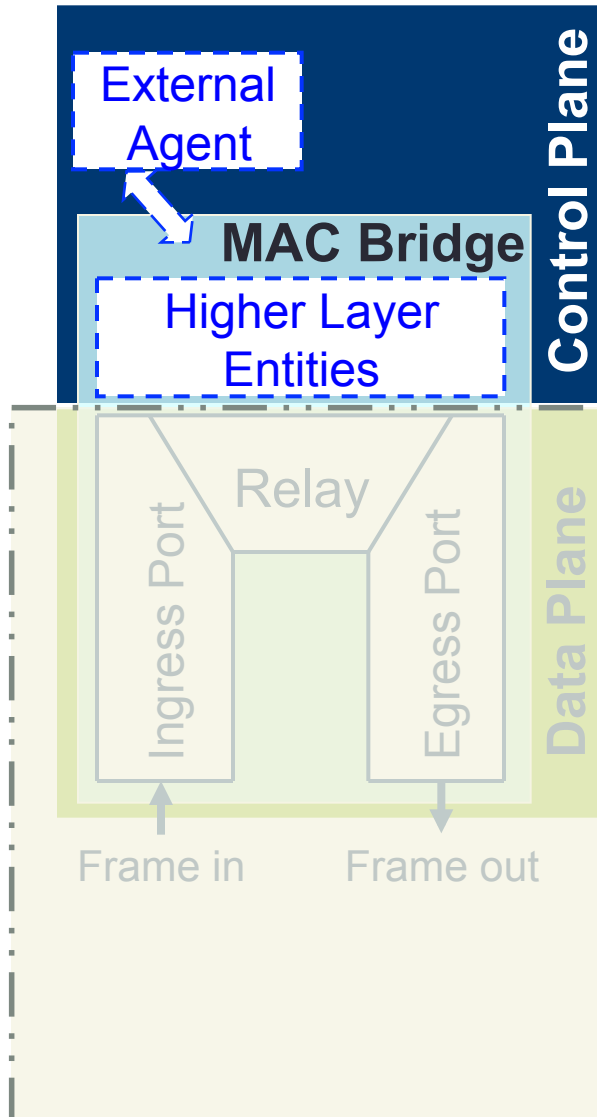 External
Agent
Control Plane
MAC Bridge
Higher Layer
Entities
Relay
Ingress Port
Egress Port
Data Plane
Frame in
Frame out